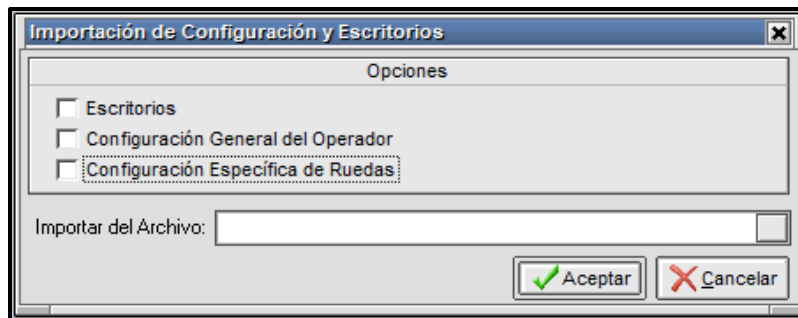 Importación de Configuración y Escritorios
Opciones
Escritorios
Configuración General del Operador
Configuración Específica de Ruedas
Importar del Archivo:
Aceptar Cancelar